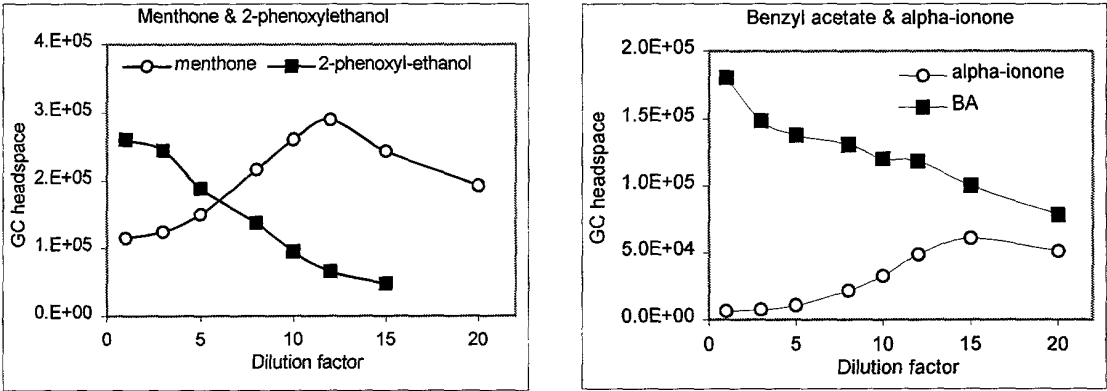 Menthone & 2-phenoxylethanol
4.E+05
menthone 2-phenoxyl-ethanol
3.E+05
2.E+05
1.E+05
0.E+00
GC headspace
0 5 10 15 20
Dilution factor
Benzyl acetate & alpha-ionone
2.0E+05
alpha-ionone
BA
1.5E+05
1.0E+05
5.0E+04
0.0E+00
GC headspace
0 5 10 15 20
Dilution factor